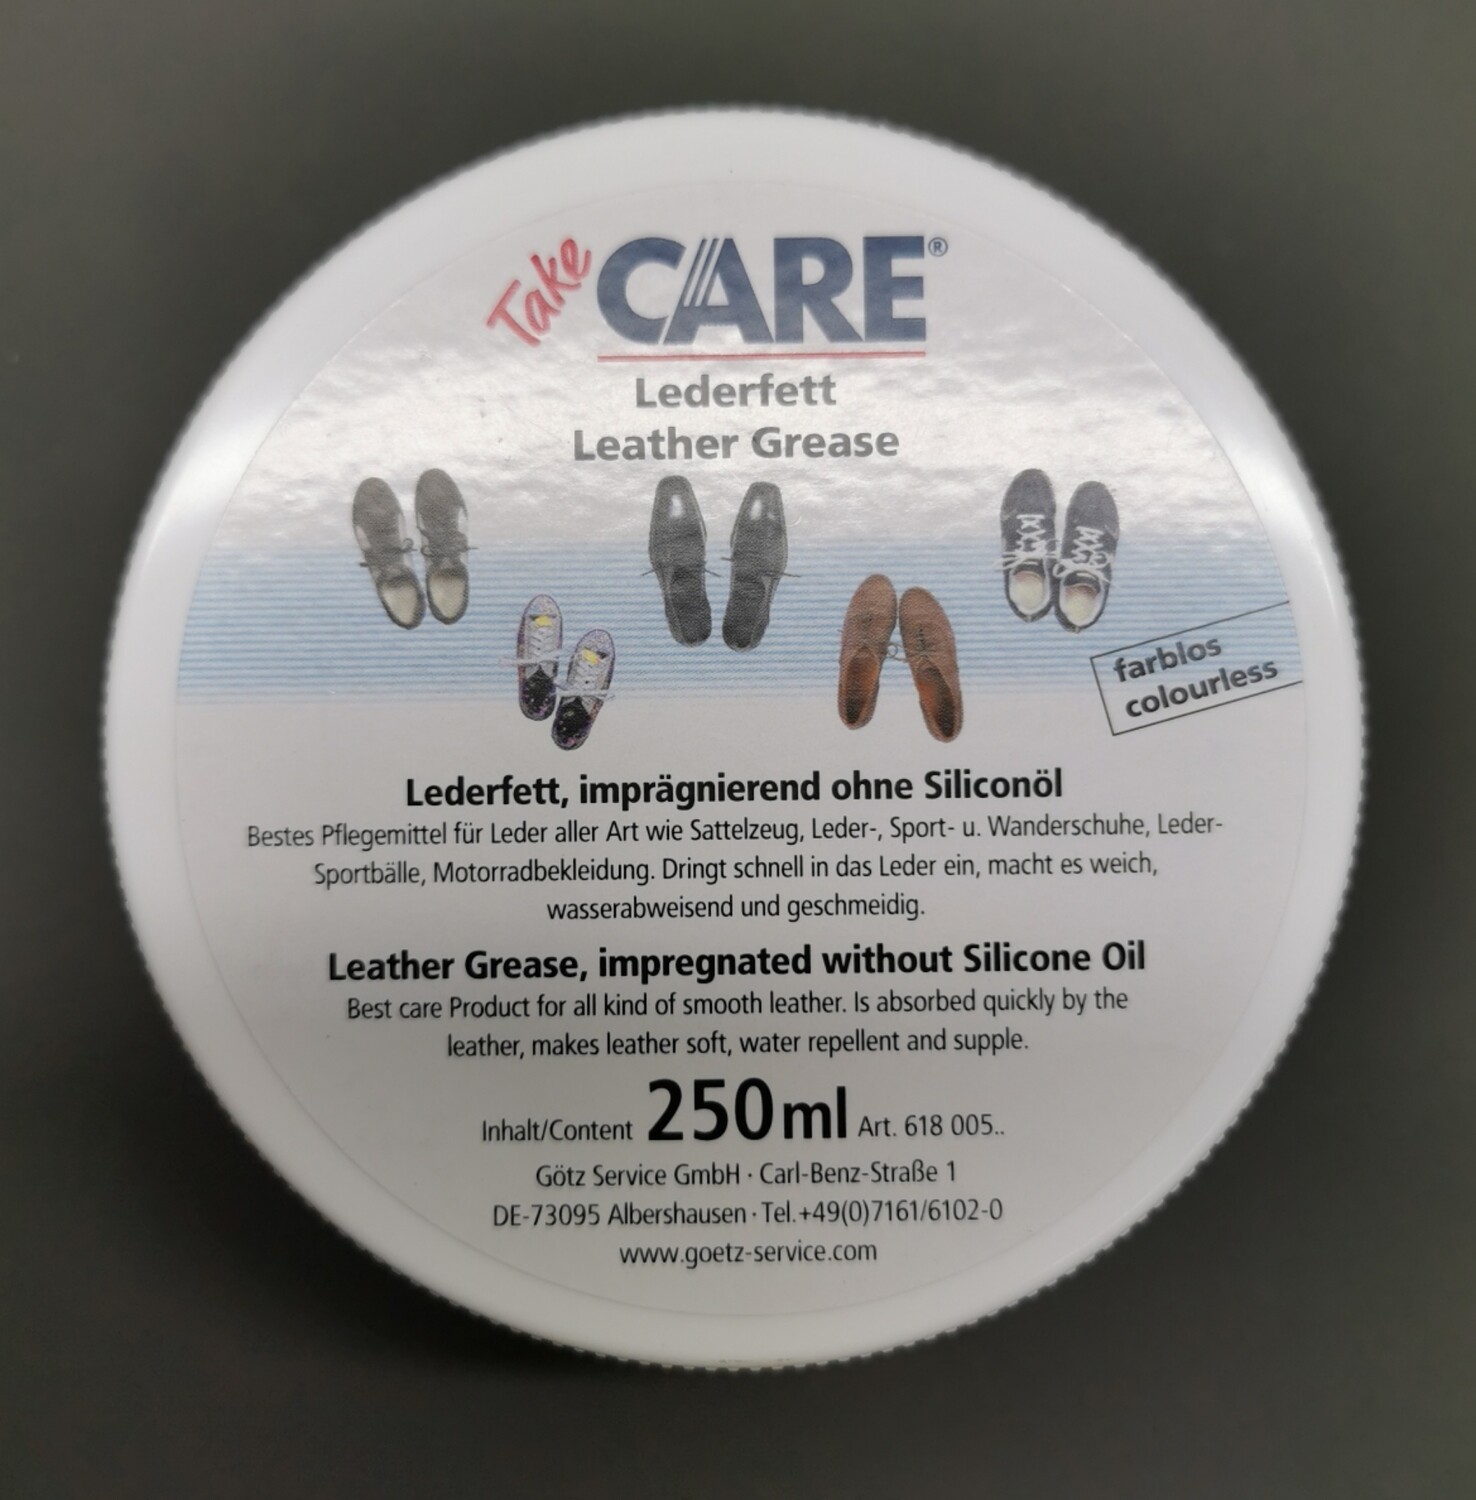 Take CARE®
Lederfett
Leather Grease
farblos
colourless
Lederfett, imprägnierend ohne Siliconöl
Bestes Pflegemittel für Leder aller Art wie Sattelzeug, Leder-, Sport- u. Wanderschuhe, Leder-
Sportbälle, Motorradbekleidung. Dringt schnell in das Leder ein, macht es weich,
wasserabweisend und geschmeidig.
Leather Grease, impregnated without Silicone Oil
Best care Product for all kind of smooth leather. Is absorbed quickly by the
leather, makes leather soft, water repellent and supple.
Inhalt/Content 250 ml Art. 618 005..
Götz Service GmbH · Carl-Benz-Straße 1
DE-73095 Albershausen · Tel.+49(0)7161/6102-0
www.goetz-service.com